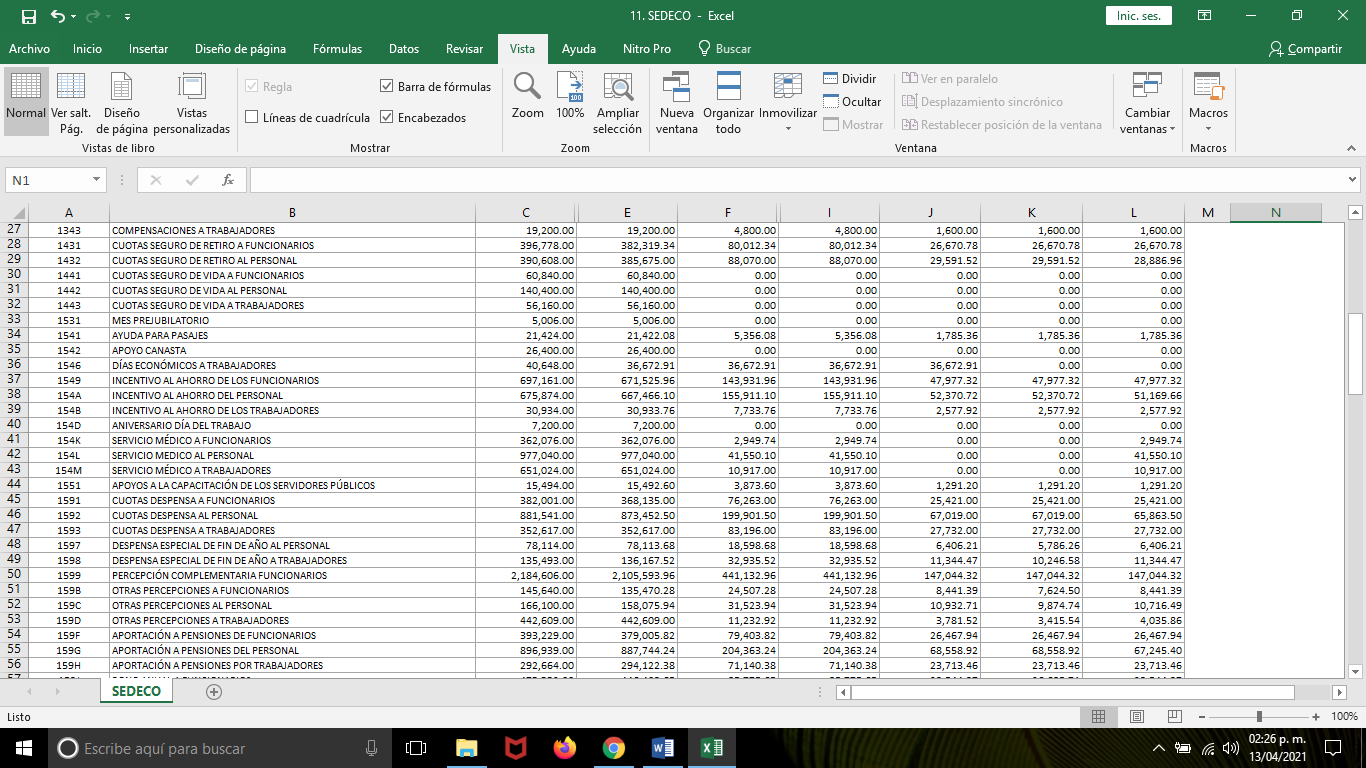 11. SEDECO - Excel
Inic. ses.
Archivo Inicio Insertar Diseño de página Fórmulas Datos Revisar Vista Ayuda Nitro Pro Buscar Compartir
Normal Ver salt. Pág. Diseño de página Vistas personalizadas
Vistas de libro
Regla Barra de fórmulas
Líneas de cuadrícula Encabezados
Mostrar
Zoom 100% Ampliar selección
Zoom
Nueva ventana Organizar todo Inmovilizar
Dividir
Ocultar
Mostrar
Ver en paralelo
Desplazamiento sincrónico
Restablecer posición de la ventana
Cambiar ventanas
Ventana
Macros
Macros
N1 fx
A B C E F I J K L M N
27 1343 COMPENSACIONES A TRABAJADORES 19,200.00 19,200.00 4,800.00 4,800.00 1,600.00 1,600.00 1,600.00
28 1431 CUOTAS SEGURO DE RETIRO A FUNCIONARIOS 396,778.00 382,319.34 80,012.34 80,012.34 26,670.78 26,670.78 26,670.78
29 1432 CUOTAS SEGURO DE RETIRO AL PERSONAL 390,608.00 385,675.00 88,070.00 88,070.00 29,591.52 29,591.52 28,886.96
30 1441 CUOTAS SEGURO DE VIDA A FUNCIONARIOS 60,840.00 60,840.00 0.00 0.00 0.00 0.00 0.00
31 1442 CUOTAS SEGURO DE VIDA AL PERSONAL 140,400.00 140,400.00 0.00 0.00 0.00 0.00 0.00
32 1443 CUOTAS SEGURO DE VIDA A TRABAJADORES 56,160.00 56,160.00 0.00 0.00 0.00 0.00 0.00
33 1531 MES PREJUBILATORIO 5,006.00 5,006.00 0.00 0.00 0.00 0.00 0.00
34 1541 AYUDA PARA PASAJES 21,424.00 21,422.08 5,356.08 5,356.08 1,785.36 1,785.36 1,785.36
35 1542 APOYO CANASTA 26,400.00 26,400.00 0.00 0.00 0.00 0.00 0.00
36 1546 DÍAS ECONÓMICOS A TRABAJADORES 40,648.00 36,672.91 36,672.91 36,672.91 36,672.91 0.00 0.00
37 1549 INCENTIVO AL AHORRO DE LOS FUNCIONARIOS 697,161.00 671,525.96 143,931.96 143,931.96 47,977.32 47,977.32 47,977.32
38 154A INCENTIVO AL AHORRO DEL PERSONAL 675,874.00 667,466.10 155,911.10 155,911.10 52,370.72 52,370.72 51,169.66
39 154B INCENTIVO AL AHORRO DE LOS TRABAJADORES 30,934.00 30,933.76 7,733.76 7,733.76 2,577.92 2,577.92 2,577.92
40 154D ANIVERSARIO DÍA DEL TRABAJO 7,200.00 7,200.00 0.00 0.00 0.00 0.00 0.00
41 154K SERVICIO MÉDICO A FUNCIONARIOS 362,076.00 362,076.00 2,949.74 2,949.74 0.00 0.00 2,949.74
42 154L SERVICIO MEDICO AL PERSONAL 977,040.00 977,040.00 41,550.10 41,550.10 0.00 0.00 41,550.10
43 154M SERVICIO MÉDICO A TRABAJADORES 651,024.00 651,024.00 10,917.00 10,917.00 0.00 0.00 10,917.00
44 1551 APOYOS A LA CAPACITACIÓN DE LOS SERVIDORES PÚBLICOS 15,494.00 15,492.60 3,873.60 3,873.60 1,291.20 1,291.20 1,291.20
45 1591 CUOTAS DESPENSA A FUNCIONARIOS 382,001.00 368,135.00 76,263.00 76,263.00 25,421.00 25,421.00 25,421.00
46 1592 CUOTAS DESPENSA AL PERSONAL 881,541.00 873,452.50 199,901.50 199,901.50 67,019.00 67,019.00 65,863.50
47 1593 CUOTAS DESPENSA A TRABAJADORES 352,617.00 352,617.00 83,196.00 83,196.00 27,732.00 27,732.00 27,732.00
48 1597 DESPENSA ESPECIAL DE FIN DE AÑO AL PERSONAL 78,114.00 78,113.68 18,598.68 18,598.68 6,406.21 5,786.26 6,406.21
49 1598 DESPENSA ESPECIAL DE FIN DE AÑO A TRABAJADORES 135,493.00 136,167.52 32,935.52 32,935.52 11,344.47 10,246.58 11,344.47
50 1599 PERCEPCIÓN COMPLEMENTARIA FUNCIONARIOS 2,184,606.00 2,105,593.96 441,132.96 441,132.96 147,044.32 147,044.32 147,044.32
51 159B OTRAS PERCEPCIONES A FUNCIONARIOS 145,640.00 135,470.28 24,507.28 24,507.28 8,441.39 7,624.50 8,441.39
52 159C OTRAS PERCEPCIONES AL PERSONAL 166,100.00 158,075.94 31,523.94 31,523.94 10,932.71 9,874.74 10,716.49
53 159D OTRAS PERCEPCIONES A TRABAJADORES 442,609.00 442,609.00 11,232.92 11,232.92 3,781.52 3,415.54 4,035.86
54 159F APORTACIÓN A PENSIONES DE FUNCIONARIOS 393,229.00 379,005.82 79,403.82 79,403.82 26,467.94 26,467.94 26,467.94
55 159G APORTACIÓN A PENSIONES DEL PERSONAL 896,939.00 887,744.24 204,363.24 204,363.24 68,558.92 68,558.92 67,245.40
56 159H APORTACIÓN A PENSIONES POR TRABAJADORES 292,664.00 294,122.38 71,140.38 71,140.38 23,713.46 23,713.46 23,713.46
SEDECO
Listo 100%
Escribe aquí para buscar
02:26 p. m.
13/04/2021